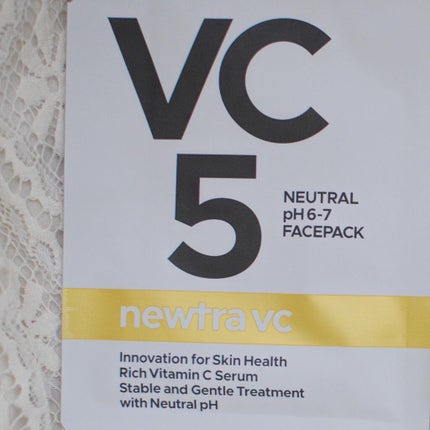 VC
5
NEUTRAL
pH 6-7
FACEPACK
newtra vc
Innovation for Skin Health
Rich Vitamin C Serum
Stable and Gentle Treatment
with Neutral pH